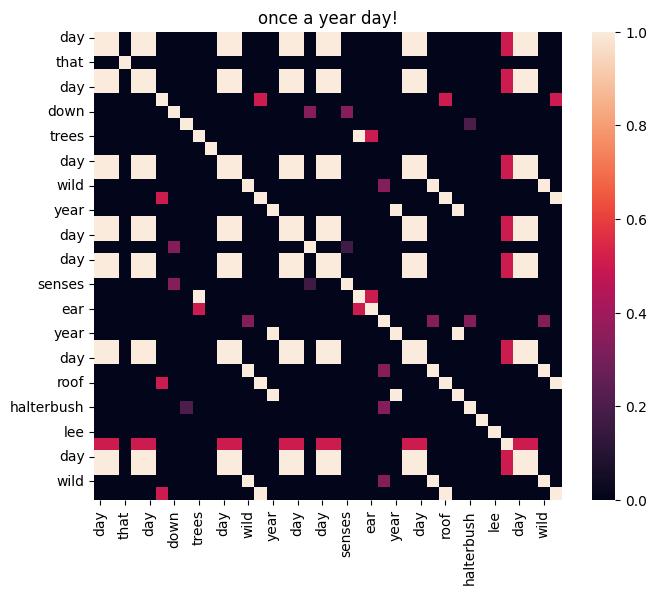 once a year day!
day
that
day
down
trees
day
wild
year
day
day
senses
ear
year
day
roof
halterbush
lee
day
wild
day
that
day
down
trees
day
wild
year
day
day
senses
ear
year
day
roof
halterbush
lee
day
wild
1.0
0.8
0.6
0.4
0.2
0.0